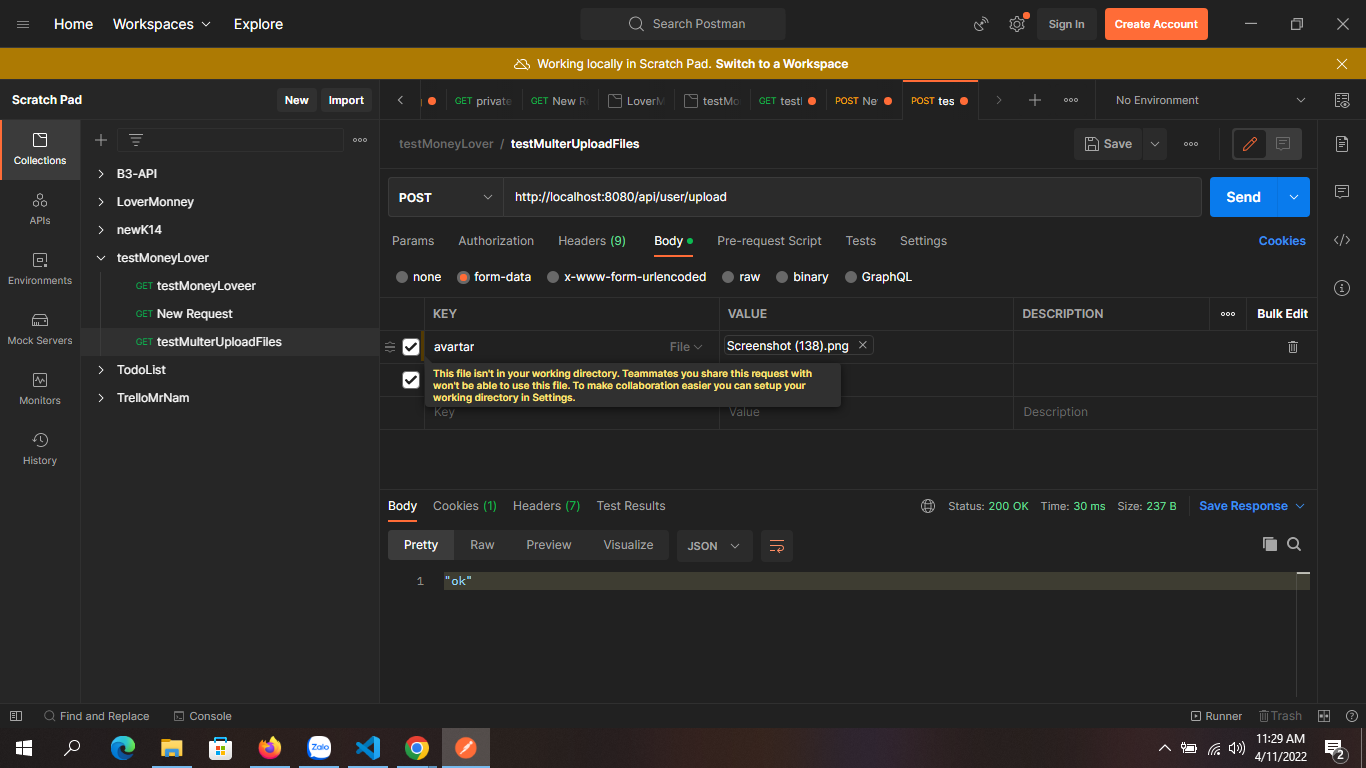 Home Workspaces Explore Search Postman Sign In Create Account
Working locally in Scratch Pad. Switch to a Workspace
Scratch Pad New Import
GET private POST No Environment
GET New R
LoverM
testMo
GET test
POST Ne
POST tes
Collections
APIs
Environments
Mock Servers
Monitors
History
B3-API
LoverMonney
newK14
testMoneyLover
GET testMoneyLoveer
GET New Request
GET testMulterUploadFiles
TodoList
TrelloMrNam
testMoneyLover / testMulterUploadFiles Save
POST http://localhost:8080/api/user/upload Send
Params Authorization Headers (9) Body Pre-request Script Tests Settings Cookies
none form-data x-www-form-urlencoded raw binary GraphQL
KEY VALUE DESCRIPTION Bulk Edit
avartar File Screenshot (138).png
This file isn't in your working directory. Teammates you share this request with
won't be able to use this file. To make collaboration easier you can setup your
working directory in Settings.
Key Value Description
Body Cookies (1) Headers (7) Test Results Status: 200 OK Time: 30 ms Size: 237 B Save Response
Pretty Raw Preview Visualize JSON
1 "ok"
Find and Replace Console Runner Trash
Zalo
11:29 AM
4/11/2022
2